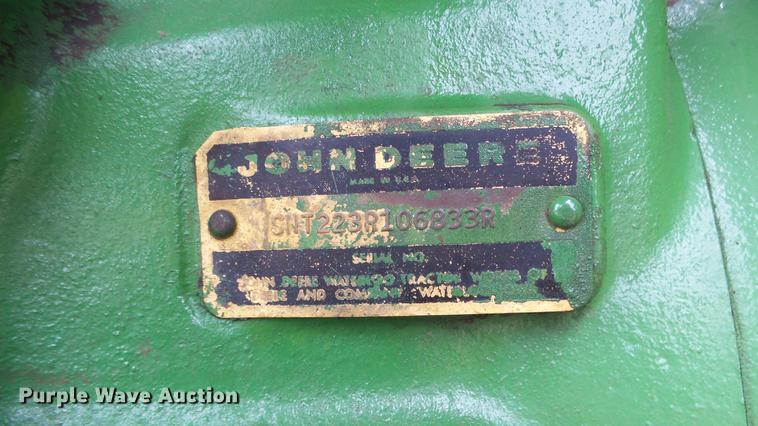 JOHN DEERE
MADE IN U.S.A.
SNT223R106833R
SERIAL NO.
JOHN DEERE WATERLOO TRACTOR WORKS OF
DEERE AND COMPANY
Purple Wave Auction